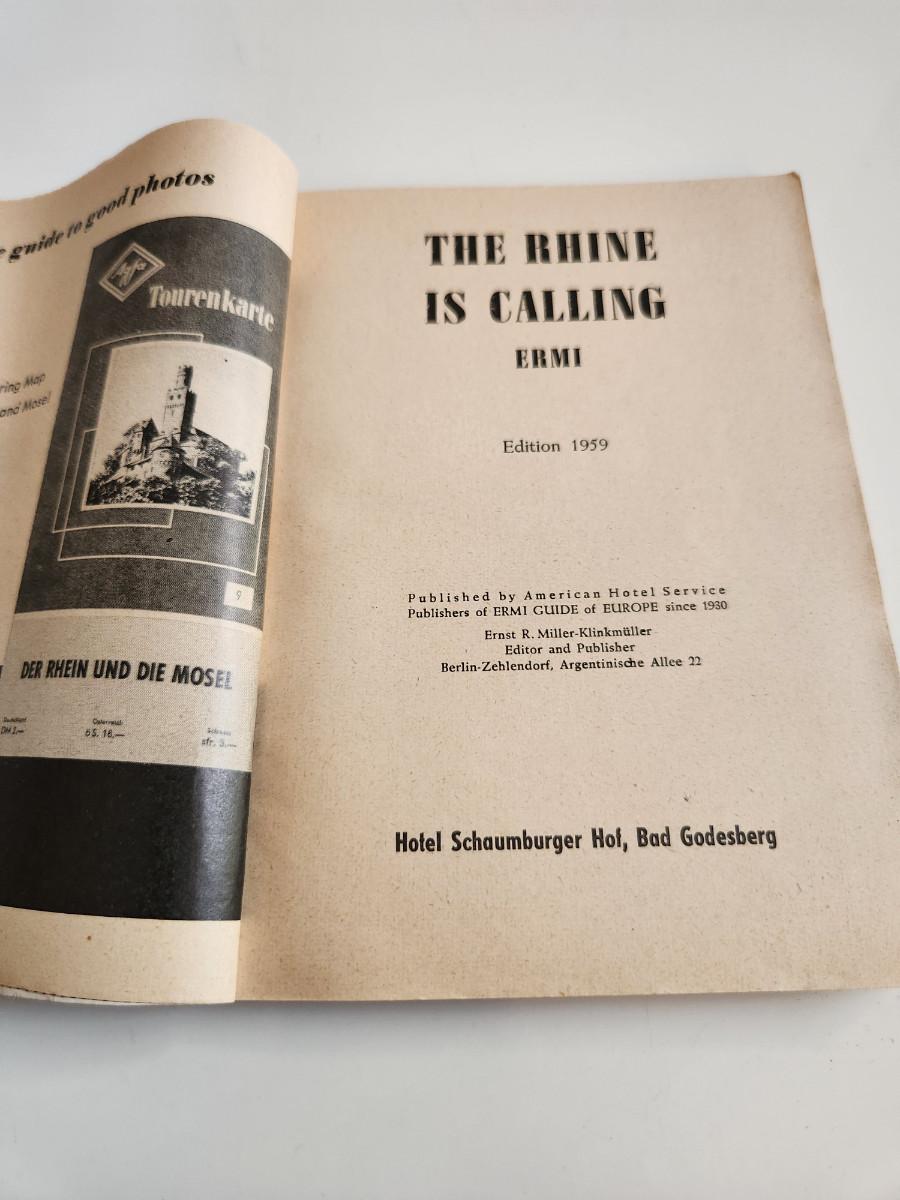 guide to good photos
Agfa
Tourenkarte
and Mosel
9
DER RHEIN UND DIE MOSEL
THE RHINE
IS CALLING
ERMI
Edition 1959
Published by American Hotel Service
Publishers of ERMI GUIDE of EUROPE since 1930
Ernst R. Miller-Klinkmüller
Editor and Publisher
Berlin-Zehlendorf, Argentinische Allee 22
Hotel Schaumburger Hof, Bad Godesberg